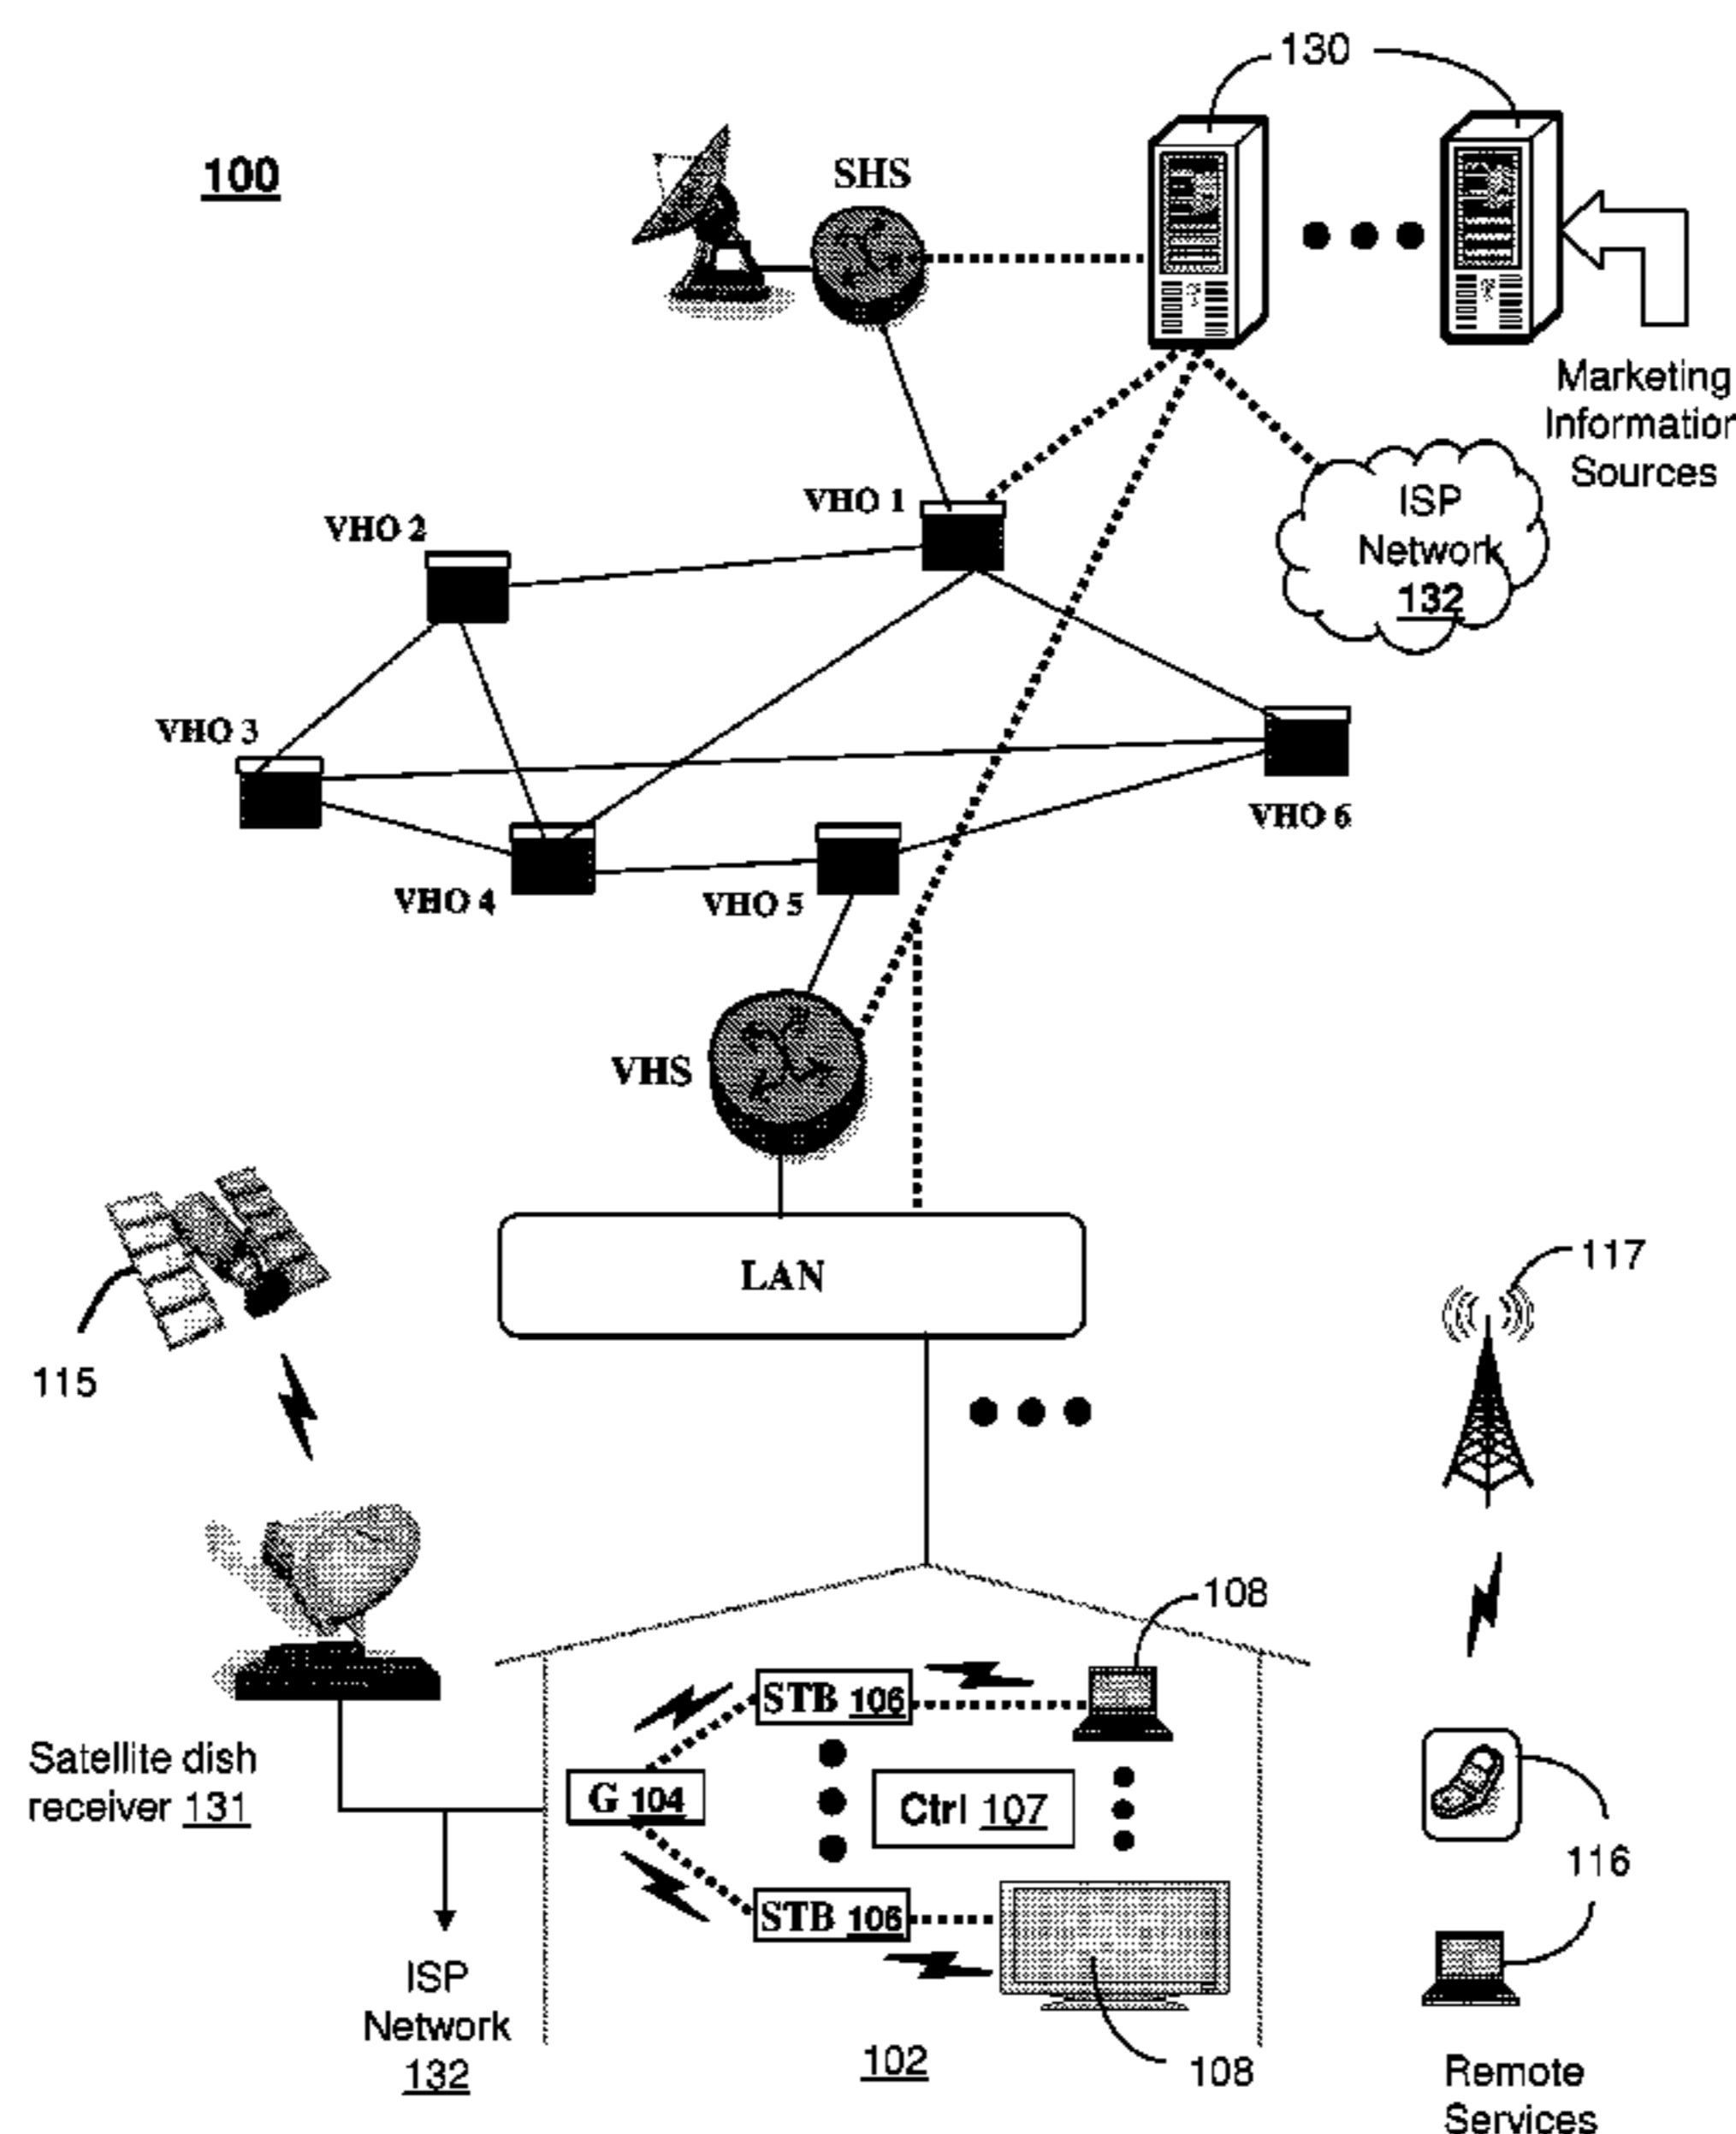 130
100
SHS
Marketing
Information
Sources
VHO 1
ISP
Network
132
VHO 2
VHO 3
VHO 6
VHO 4
VHO 5
VHS
LAN
117
115
108
STB 106
Satellite dish
receiver 131
G 104
Ctrl 107
116
STB 106
ISP
Network
132
102
108
Remote
Services